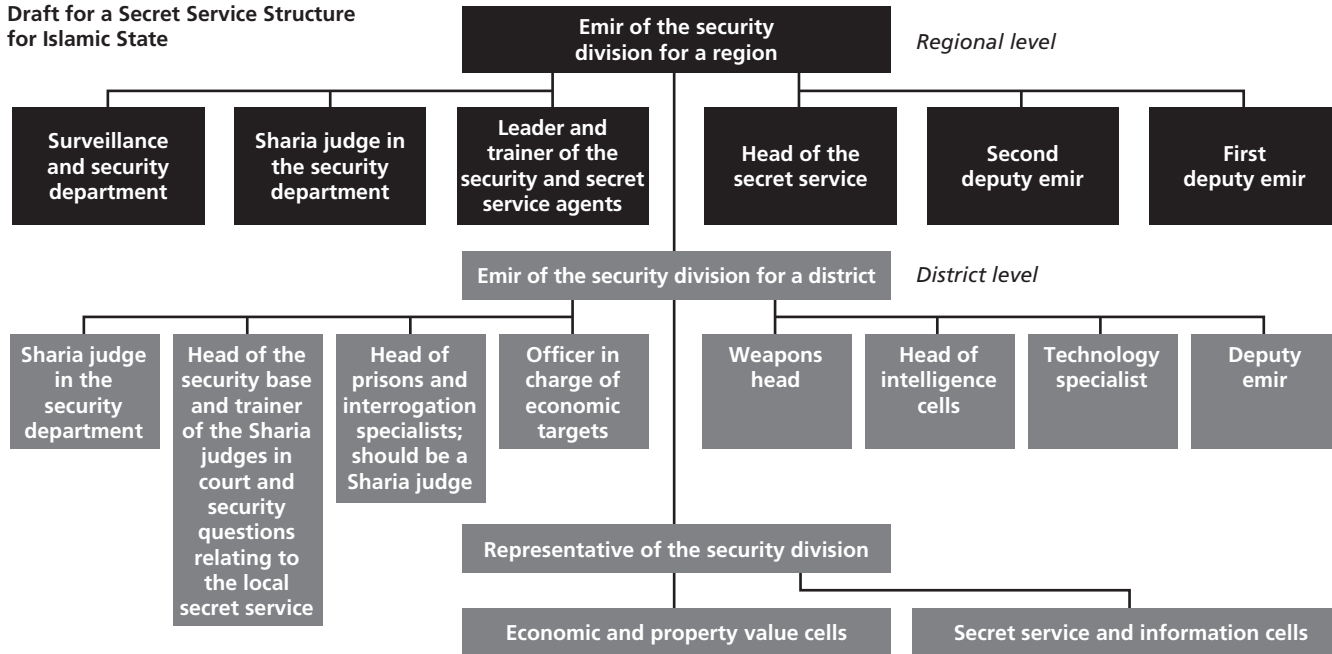 Draft for a Secret Service Structure
for Islamic State
Emir of the security
division for a region
Regional level
Surveillance
and security
department
Sharia judge in
the security
department
Leader and
trainer of the
security and secret
service agents
Head of the
secret service
Second
deputy emir
First
deputy emir
Emir of the security division for a district
District level
Sharia judge
in the
security
department
Head of the
security base
and trainer
of the Sharia
judges in
court and
security
questions
relating to
the local
secret service
Head of
prisons and
interrogation
specialists;
should be a
Sharia judge
Officer in
charge of
economic
targets
Weapons
head
Head of
intelligence
cells
Technology
specialist
Deputy
emir
Representative of the security division
Economic and property value cells
Secret service and information cells